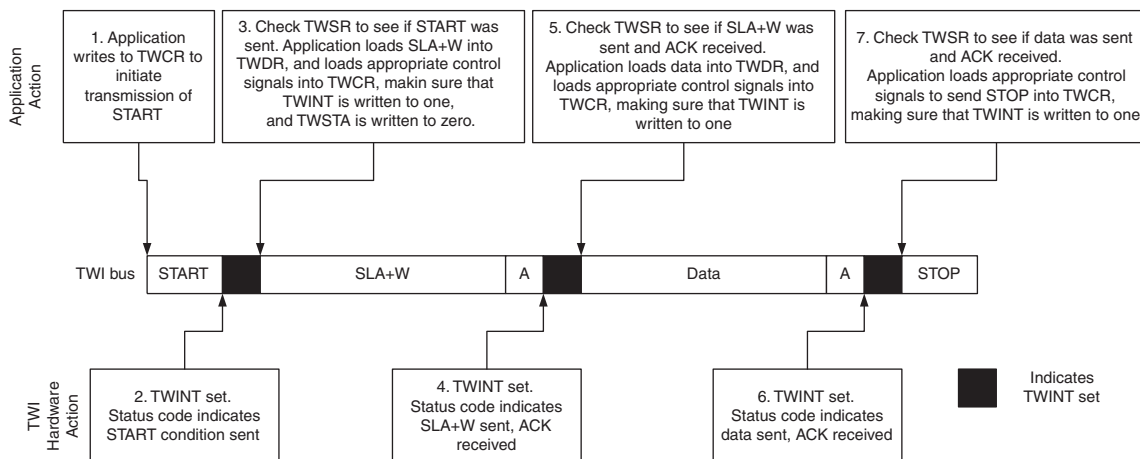 Application
Action
1. Application
writes to TWCR to
initiate
transmission of
START
3. Check TWSR to see if START was
sent. Application loads SLA+W into
TWDR, and loads appropriate control
signals into TWCR, makin sure that
TWINT is written to one,
and TWSTA is written to zero.
5. Check TWSR to see if SLA+W was
sent and ACK received.
Application loads data into TWDR, and
loads appropriate control signals into
TWCR, making sure that TWINT is
written to one
7. Check TWSR to see if data was sent
and ACK received.
Application loads appropriate control
signals to send STOP into TWCR,
making sure that TWINT is written to one
TWI bus
START
SLA+W
A
Data
A
STOP
TWI
Hardware
Action
2. TWINT set.
Status code indicates
START condition sent
4. TWINT set.
Status code indicates
SLA+W sent, ACK
received
6. TWINT set.
Status code indicates
data sent, ACK received
Indicates
TWINT set